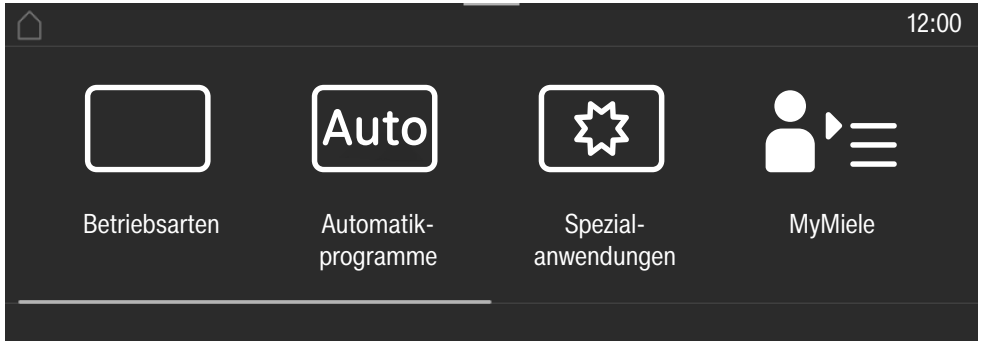 12:00
Auto
Betriebsarten
Automatik-
programme
Spezial-
anwendungen
MyMiele